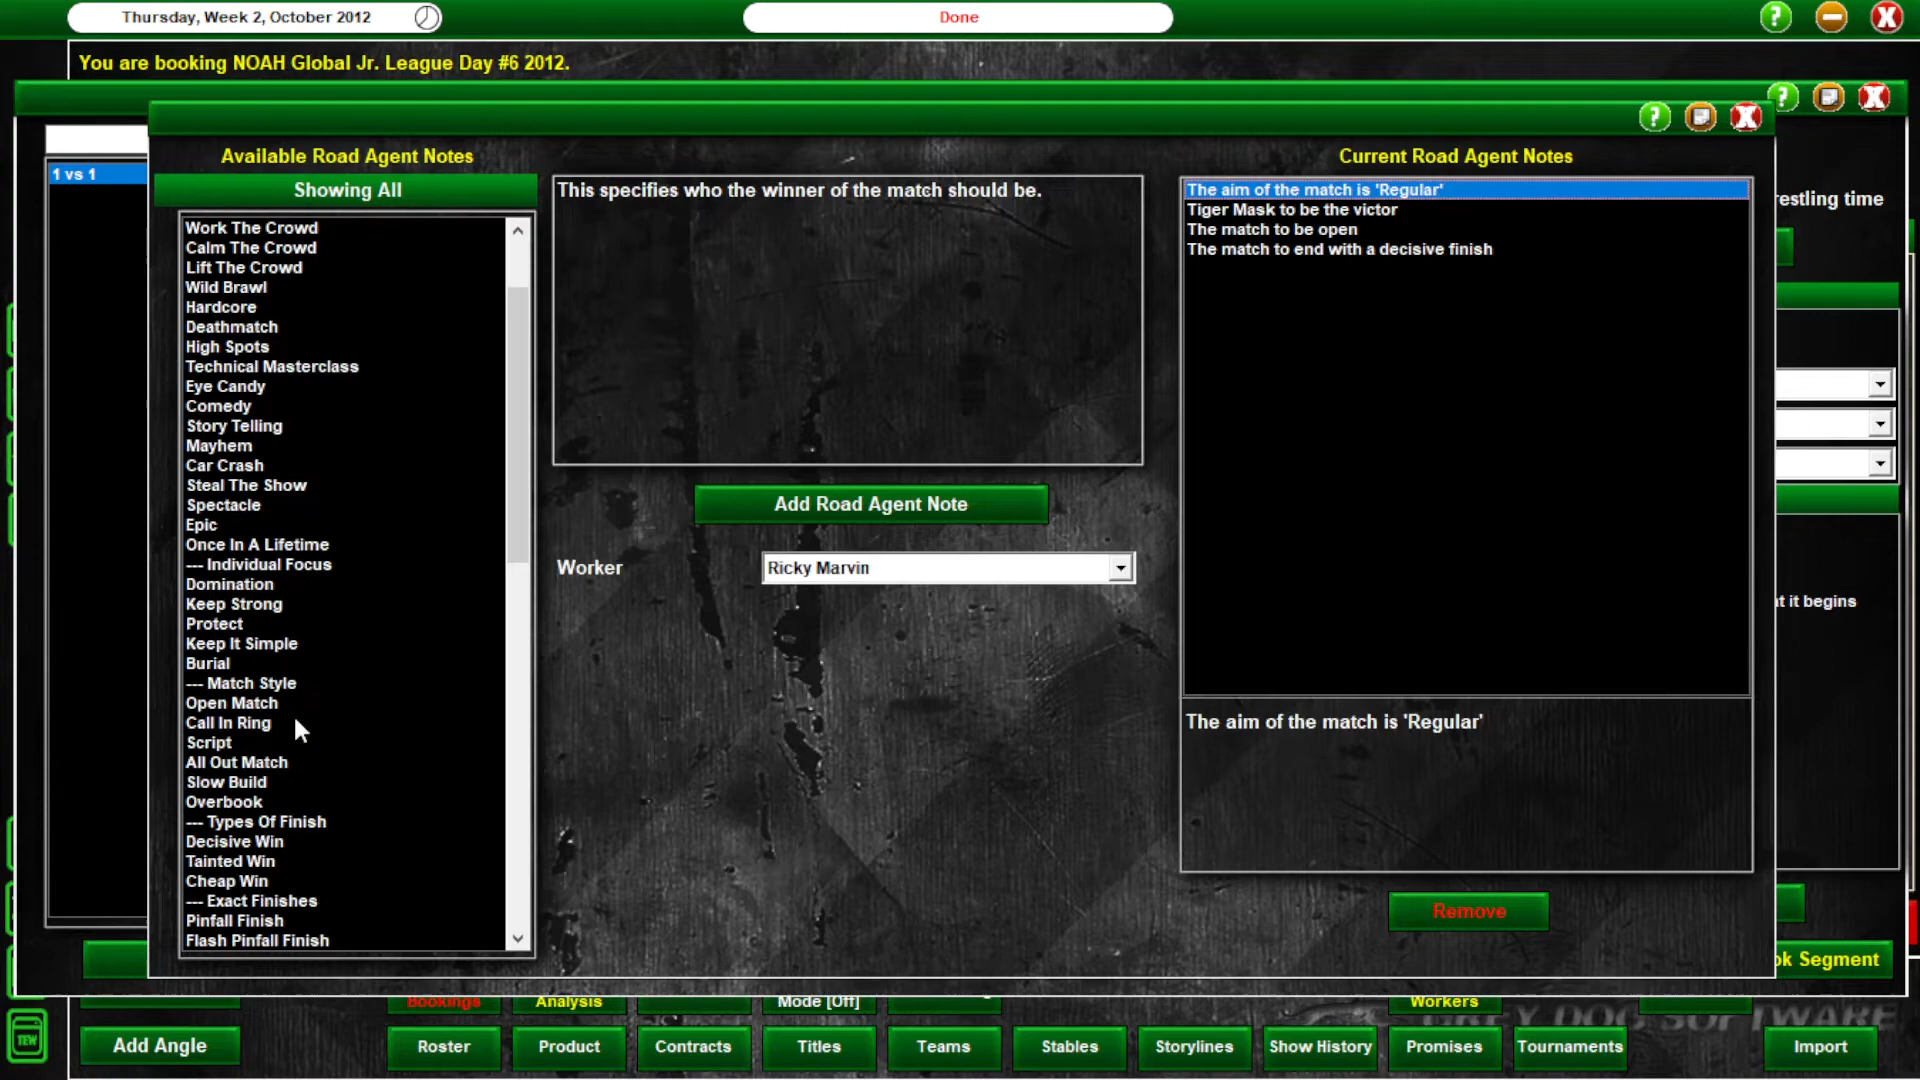 Thursday, Week 2, October 2012
Done
You are booking NOAH Global Jr. League Day #6 2012.
1 vs 1
Available Road Agent Notes
Showing All
Work The Crowd
Calm The Crowd
Lift The Crowd
Wild Brawl
Hardcore
Deathmatch
High Spots
Technical Masterclass
Eye Candy
Comedy
Story Telling
Mayhem
Car Crash
Steal The Show
Spectacle
Epic
Once In A Lifetime
--- Individual Focus
Domination
Keep Strong
Protect
Keep It Simple
Burial
--- Match Style
Open Match
Call In Ring
Script
All Out Match
Slow Build
Overbook
--- Types Of Finish
Decisive Win
Tainted Win
Cheap Win
--- Exact Finishes
Pinfall Finish
Flash Pinfall Finish
This specifies who the winner of the match should be.
Add Road Agent Note
Worker
Ricky Marvin
Current Road Agent Notes
The aim of the match is 'Regular'
Tiger Mask to be the victor
The match to be open
The match to end with a decisive finish
The aim of the match is 'Regular'
Remove
restling time
at it begins
ok Segment
Bookings
Analysis
Mode [Off]
Workers
GREY DOG SOFTWARE
TEW
Add Angle
Roster
Product
Contracts
Titles
Teams
Stables
Storylines
Show History
Promises
Tournaments
Import